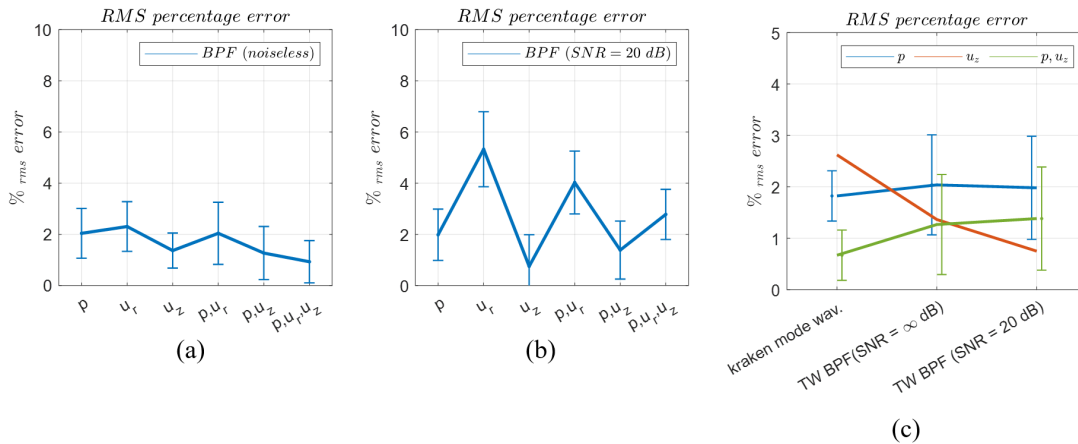 RMS percentage error
BPF (noiseless)
% rms error
10
8
6
4
2
0
p
u_r
u_z
p,u_r
p,u_z
p,u_r,u_z
(a)
RMS percentage error
BPF (SNR = 20 dB)
% rms error
10
8
6
4
2
0
p
u_r
u_z
p,u_r
p,u_z
p,u_r,u_z
(b)
RMS percentage error
p u_z p, u_z
% rms error
5
4
3
2
1
0
kraken mode wav.
TW BPF(SNR = ∞ dB)
TW BPF (SNR = 20 dB)
(c)